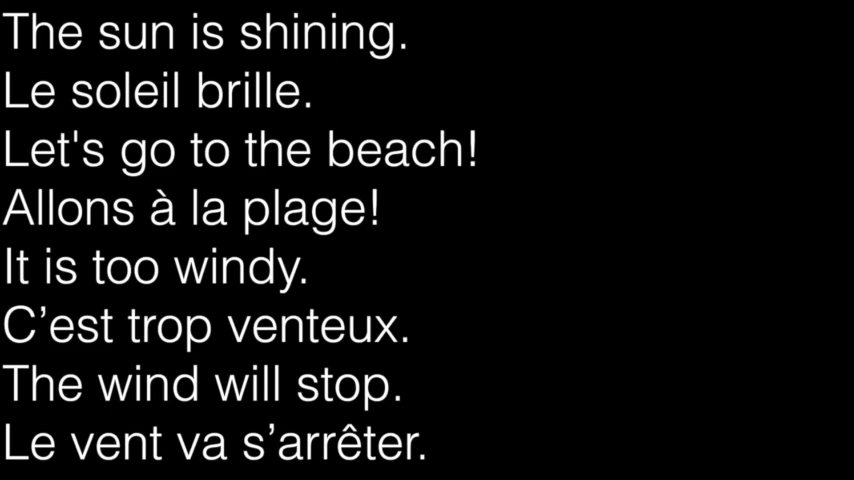 The sun is shining.
Le soleil brille.
Let's go to the beach!
Allons à la plage!
It is too windy.
C’est trop venteux.
The wind will stop.
Le vent va s’arrêter.